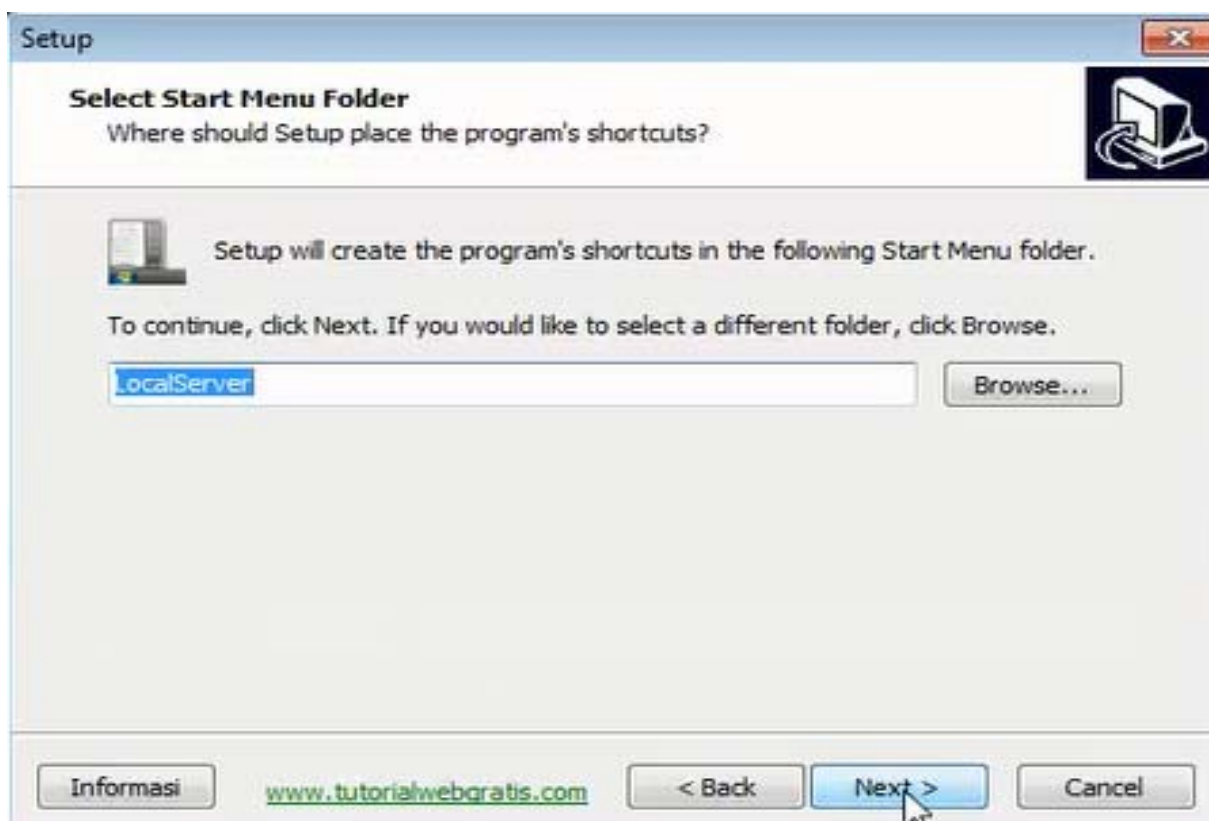 Setup
Select Start Menu Folder
Where should Setup place the program's shortcuts?
Setup will create the program's shortcuts in the following Start Menu folder.
To continue, click Next. If you would like to select a different folder, click Browse.
LocalServer
Browse...
Informasi
www.tutorialwebgratis.com
< Back
Next >
Cancel